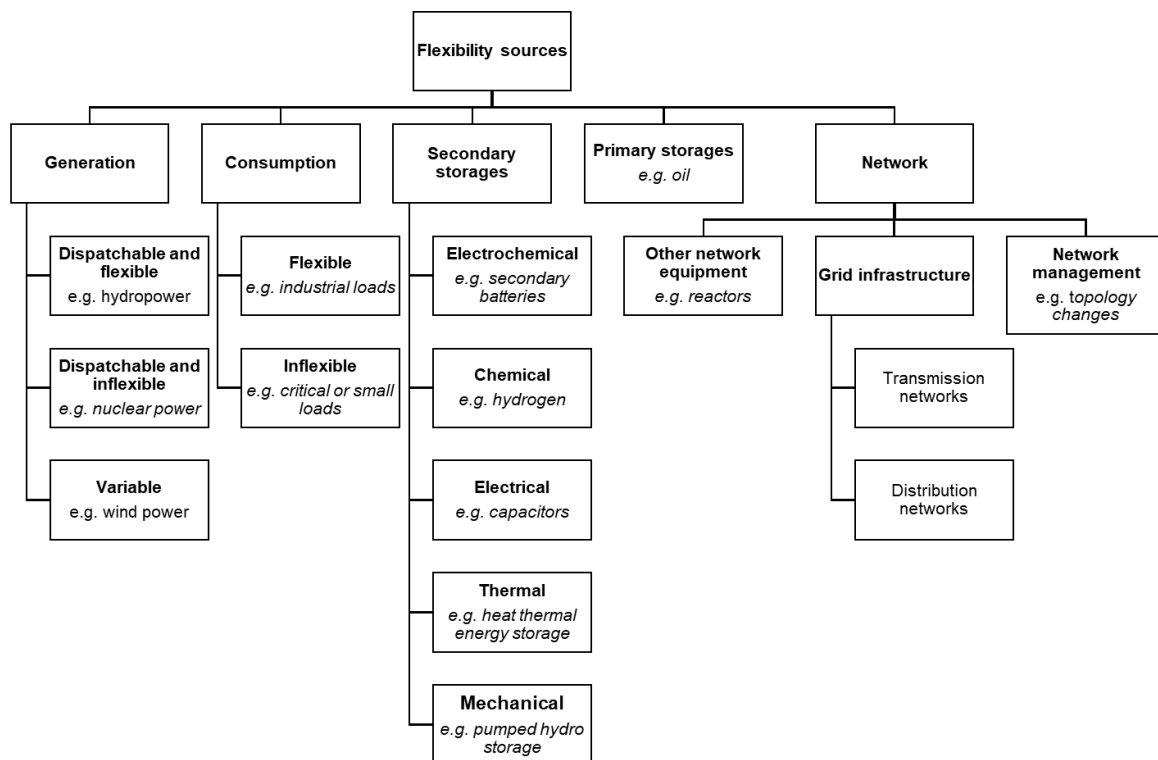 Flexibility sources
Generation
Consumption
Secondary
storages
Primary storages
e.g. oil
Network
Dispatchable and
flexible
e.g. hydropower
Flexible
e.g. industrial loads
Electrochemical
e.g. secondary
batteries
Other network
equipment
e.g. reactors
Grid infrastructure
Network
management
e.g. topology
changes
Dispatchable and
inflexible
e.g. nuclear power
Inflexible
e.g. critical or small
loads
Chemical
e.g. hydrogen
Transmission
networks
Variable
e.g. wind power
Electrical
e.g. capacitors
Distribution
networks
Thermal
e.g. heat thermal
energy storage
Mechanical
e.g. pumped hydro
storage